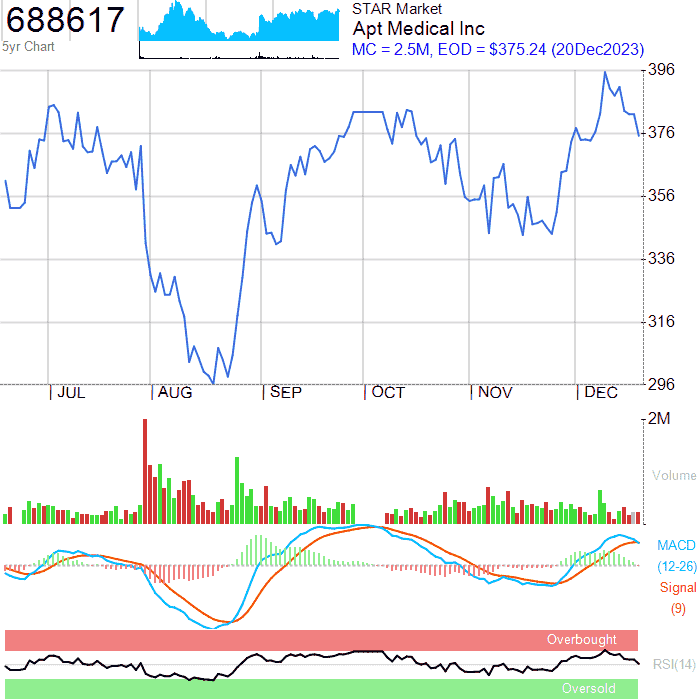 688617
5yr Chart
STAR Market
Apt Medical Inc
MC = 2.5M, EOD = $375.24 (20Dec2023)
396
376
356
336
316
296
JUL AUG SEP OCT NOV DEC
2M
Volume
MACD
(12-26)
Signal
(9)
Overbought
RSI(14)
Oversold